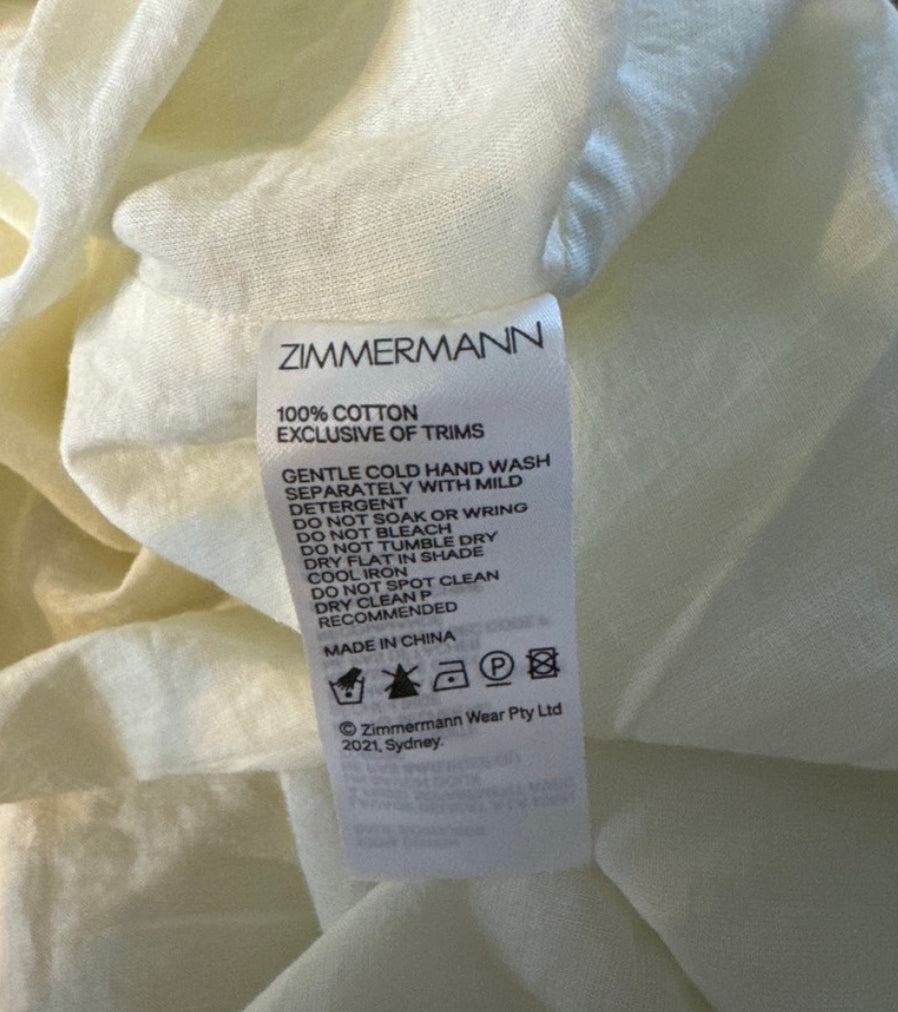 ZIMMERMANN
100% COTTON
EXCLUSIVE OF TRIMS
GENTLE COLD HAND WASH
SEPARATELY WITH MILD
DETERGENT
DO NOT SOAK OR WRING
DO NOT BLEACH
DO NOT TUMBLE DRY
DRY FLAT IN SHADE
COOL IRON
DO NOT SPOT CLEAN
DRY CLEAN P
RECOMMENDED
MADE IN CHINA
P
© Zimmermann Wear Pty Ltd
2021, Sydney.